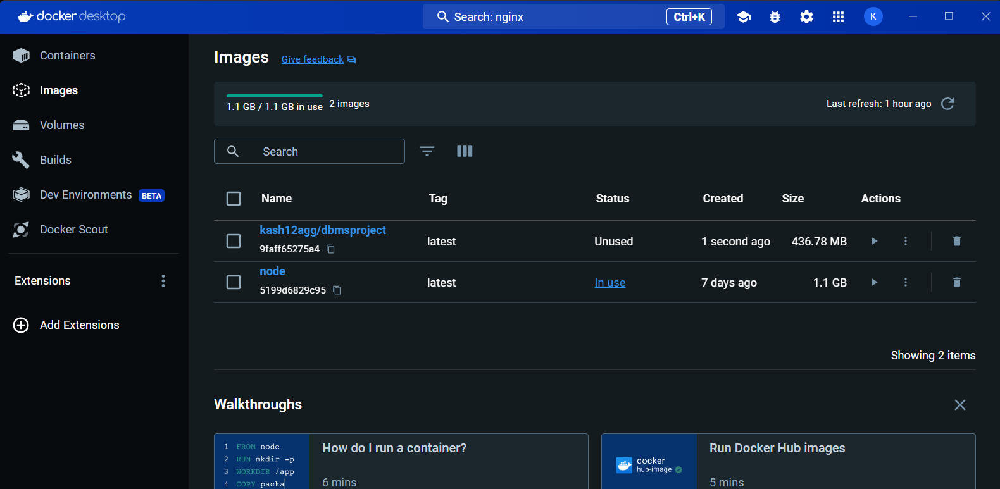 docker desktop
Search: nginx
Ctrl+K
K
Containers
Images
Volumes
Builds
Dev Environments BETA
Docker Scout
Extensions
Add Extensions
Images
Give feedback
1.1 GB / 1.1 GB in use
2 images
Last refresh: 1 hour ago
Search
Name Tag Status Created Size Actions
kash12agg/dbmsproject
9faff65275a4
latest Unused 1 second ago 436.78 MB
node
5199d6829c95
latest In use 7 days ago 1.1 GB
Showing 2 items
Walkthroughs
1 FROM node
2 RUN mkdir -p
3 WORKDIR /app
4 COPY packa
How do I run a container?
6 mins
docker
hub-image
Run Docker Hub images
5 mins